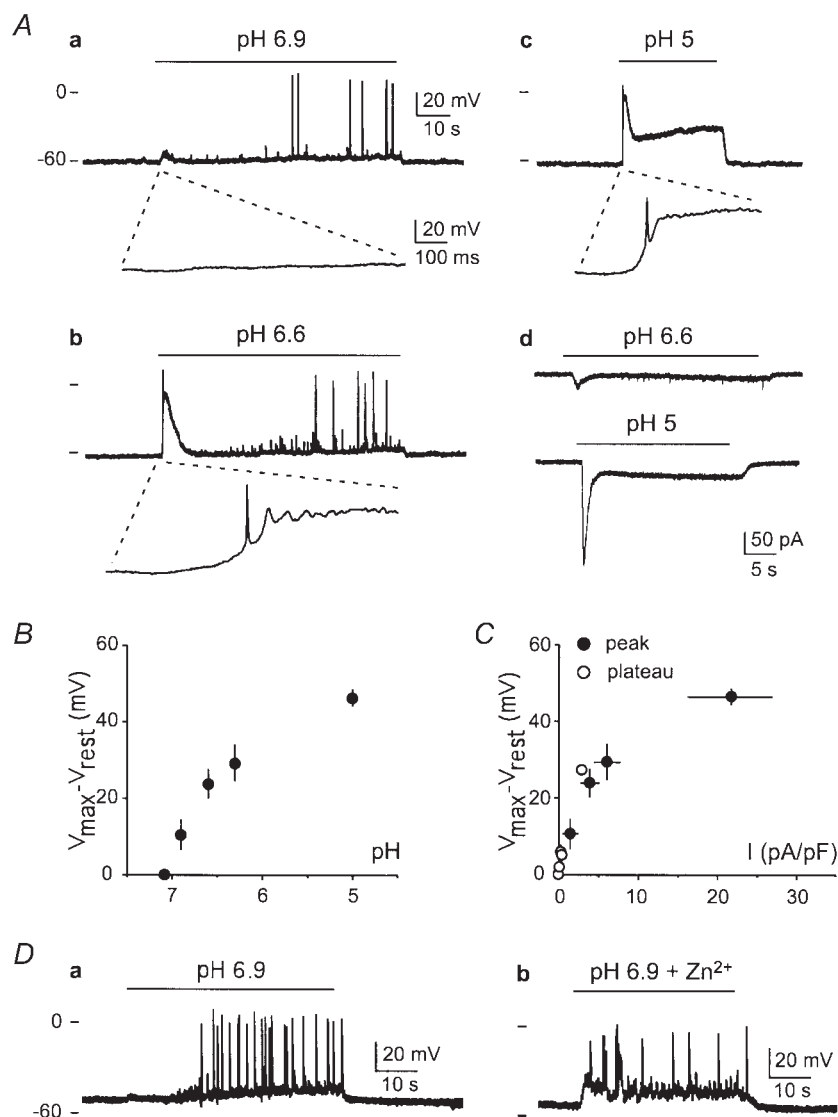 A
a
pH 6.9
0
-60
20 mV
10 s
20 mV
100 ms
c
pH 5
b
pH 6.6
d
pH 6.6
pH 5
50 pA
5 s
B
60
40
20
0
Vmax-Vrest (mV)
pH
7
6
5
C
peak
plateau
60
40
20
0
Vmax-Vrest (mV)
I (pA/pF)
0
10
20
30
D
a
pH 6.9
0
-60
20 mV
10 s
b
pH 6.9 + Zn²⁺
20 mV
10 s